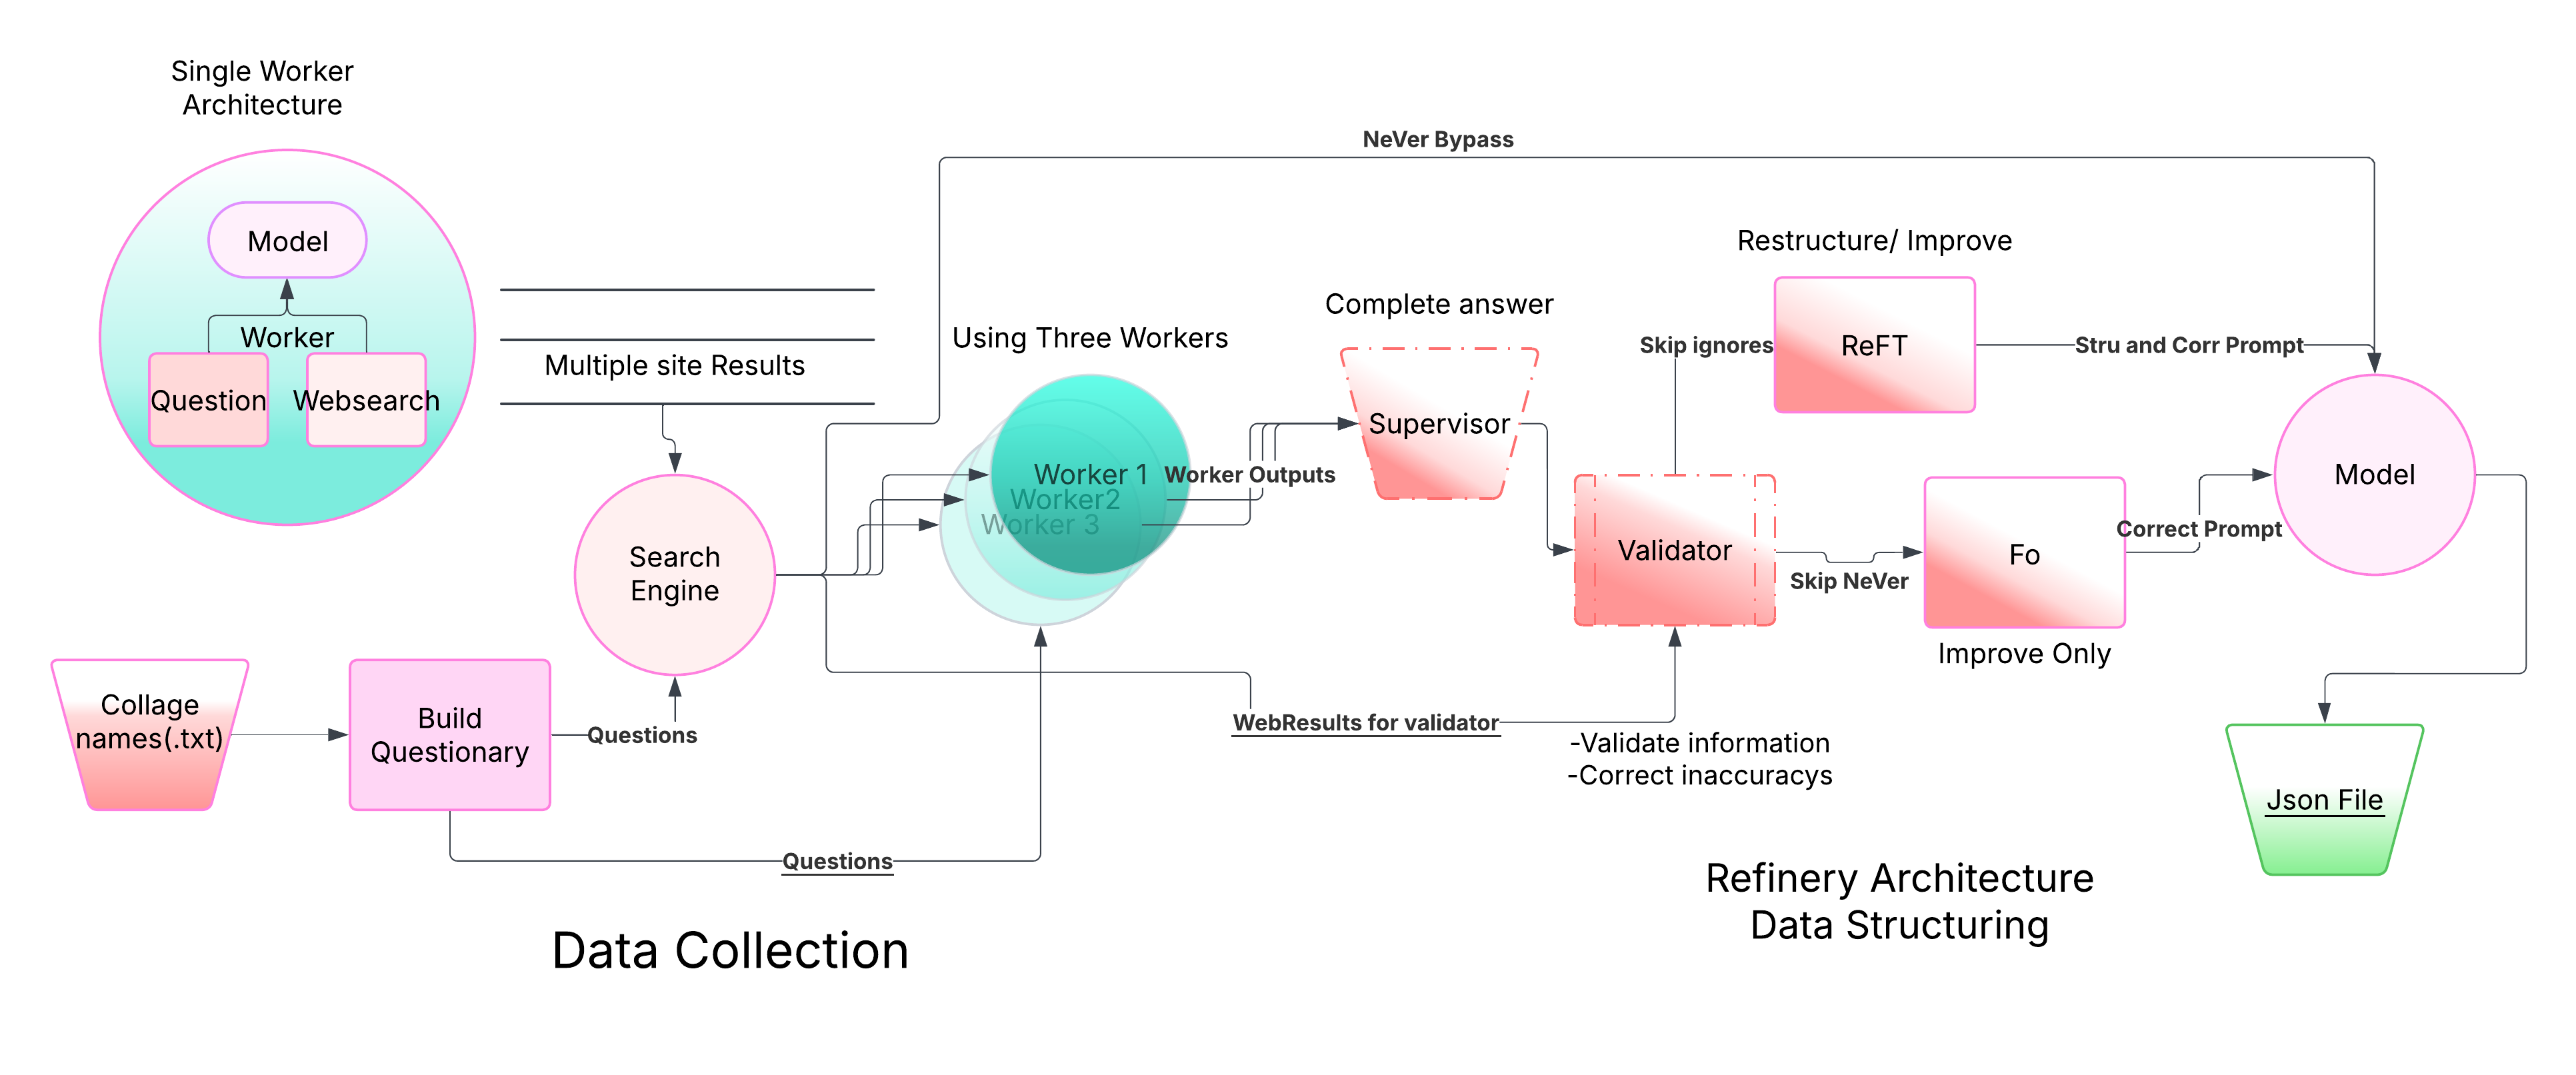 Single Worker
Architecture
Model
Worker
Question
Websearch
Multiple site Results
Search
Engine
Collage
names(.txt)
Build
Questionary
Questions
Questions
Data Collection
NeVer Bypass
Using Three Workers
Worker 1
Worker2
Worker 3
Worker Outputs
Complete answer
Supervisor
WebResults for validator
Validator
-Validate information
-Correct inaccuracys
Skip ignores
Restructure/ Improve
ReFT
Stru and Corr Prompt
Skip NeVer
Fo
Improve Only
Correct Prompt
Model
Json File
Refinery Architecture
Data Structuring